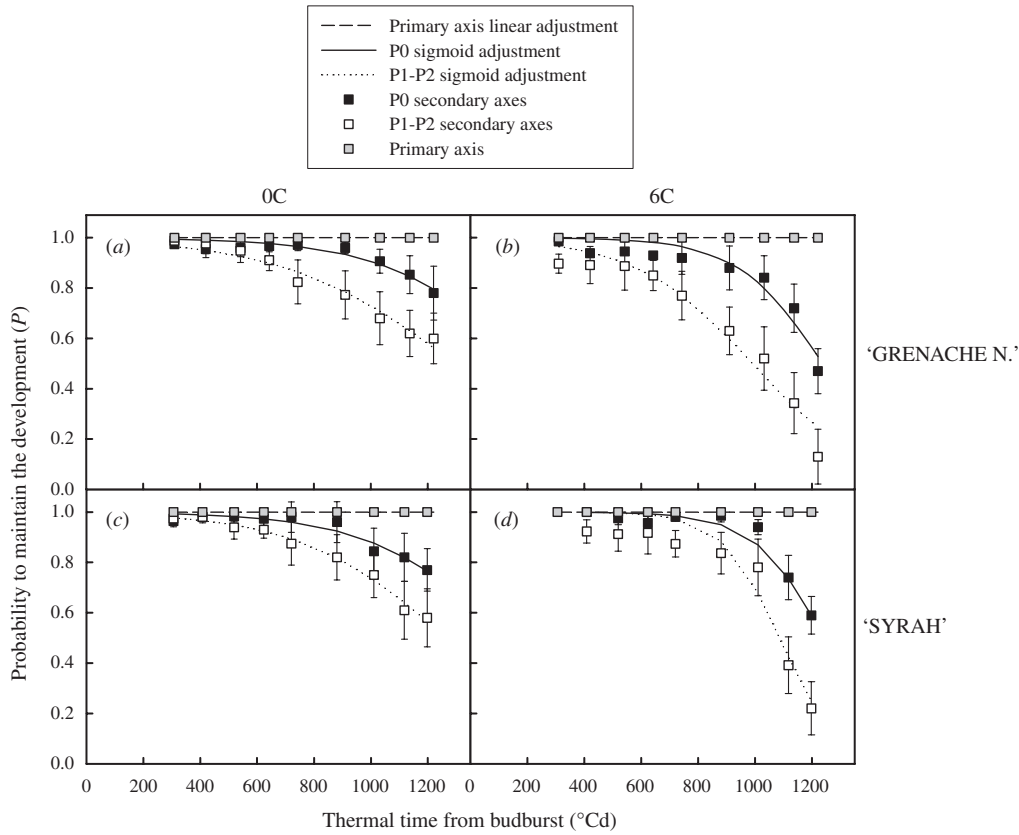 Primary axis linear adjustment
P0 sigmoid adjustment
P1-P2 sigmoid adjustment
P0 secondary axes
P1-P2 secondary axes
Primary axis
0C
6C
(a)
(b)
(c)
(d)
1.0
0.8
0.6
0.4
0.2
0.0
1.0
0.8
0.6
0.4
0.2
0.0
Probability to maintain the development (P)
'GRENACHE N.'
'SYRAH'
0 200 400 600 800 1000 1200
0 200 400 600 800 1000 1200
Thermal time from budburst (°Cd)